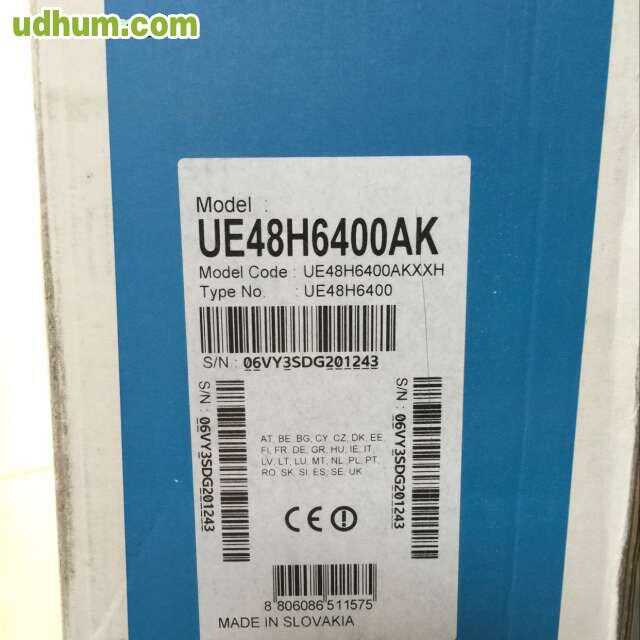 udhum.com
Model :
UE48H6400AK
Model Code : UE48H6400AKXXH
Type No. : UE48H6400
S/N : 06VY3SDG201243
S/N : 06VY3SDG201243
AT, BE, BG, CY, CZ, DK, EE,
FI, FR, DE, GR, HU, IE, IT,
LV, LT, LU, MT, NL, PL, PT,
RO, SK, SI, ES, SE, UK
S/N : 06VY3SDG201243
CE
8 806086 511575
MADE IN SLOVAKIA